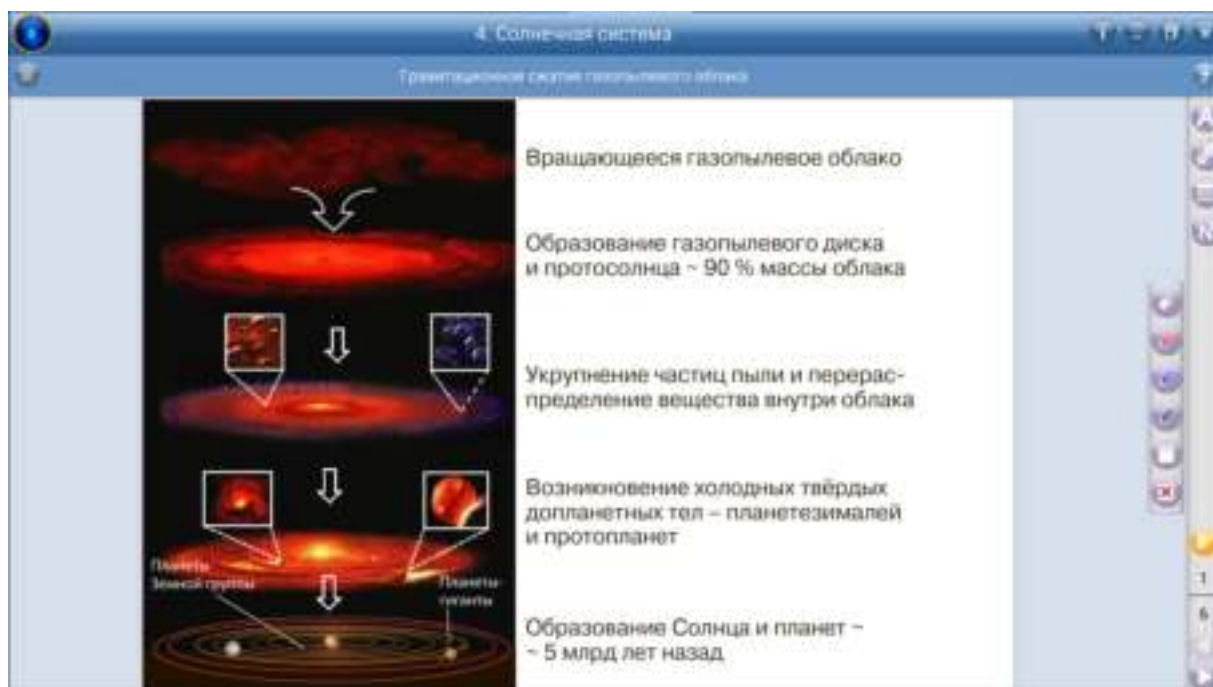 4. Солнечная система
Гравитационное сжатие газопылевого облака
Вращающееся газопылевое облако
Образование газопылевого диска
и протосолнца ~ 90 % массы облака
Укрупнение частиц пыли и перерас-
пределение вещества внутри облака
Возникновение холодных твёрдых
допланетных тел – планетезималей
и протопланет
Планеты
Земной группы
Планеты-
гиганты
Образование Солнца и планет ~
~ 5 млрд лет назад
A
N
1
6